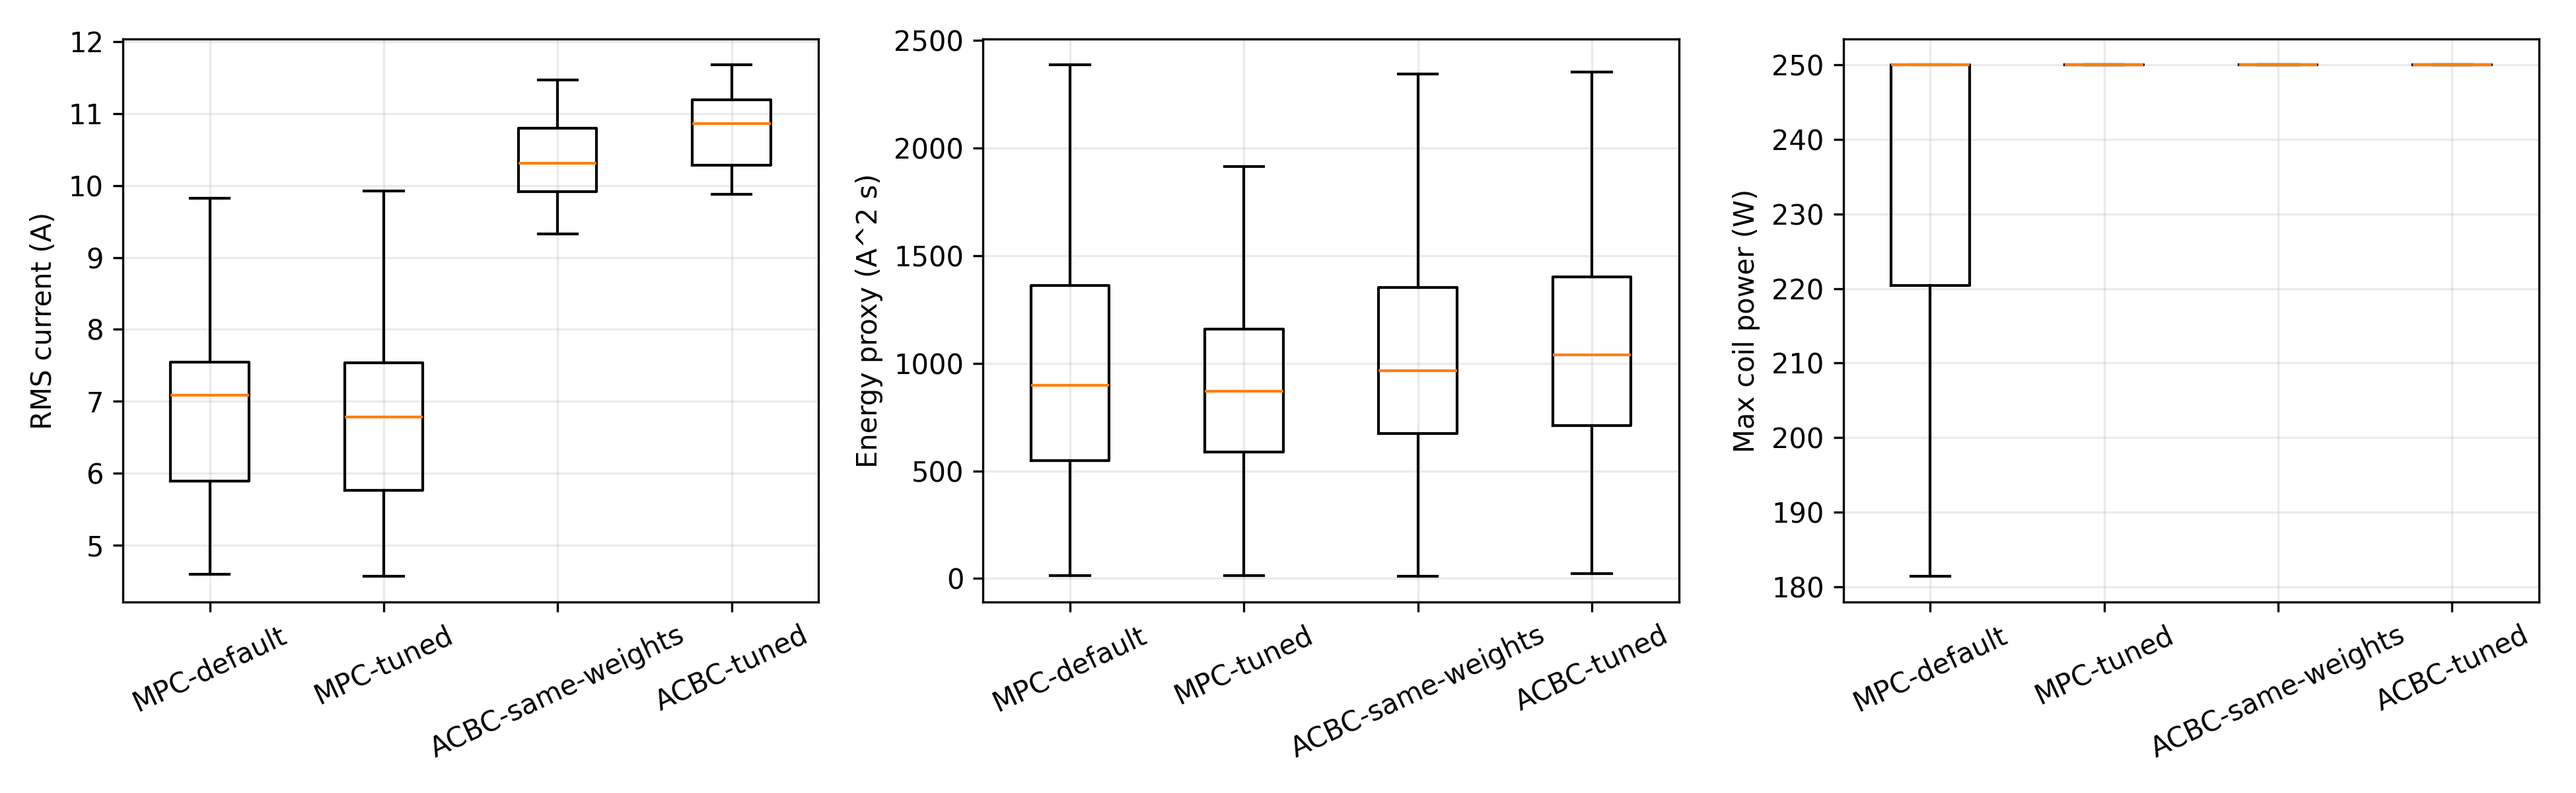 RMS current (A)
12
11
10
9
8
7
6
5
MPC-default
MPC-tuned
ACBC-same-weights
ACBC-tuned
Energy proxy (A^2 s)
2500
2000
1500
1000
500
0
MPC-default
MPC-tuned
ACBC-same-weights
ACBC-tuned
Max coil power (W)
250
240
230
220
210
200
190
180
MPC-default
MPC-tuned
ACBC-same-weights
ACBC-tuned